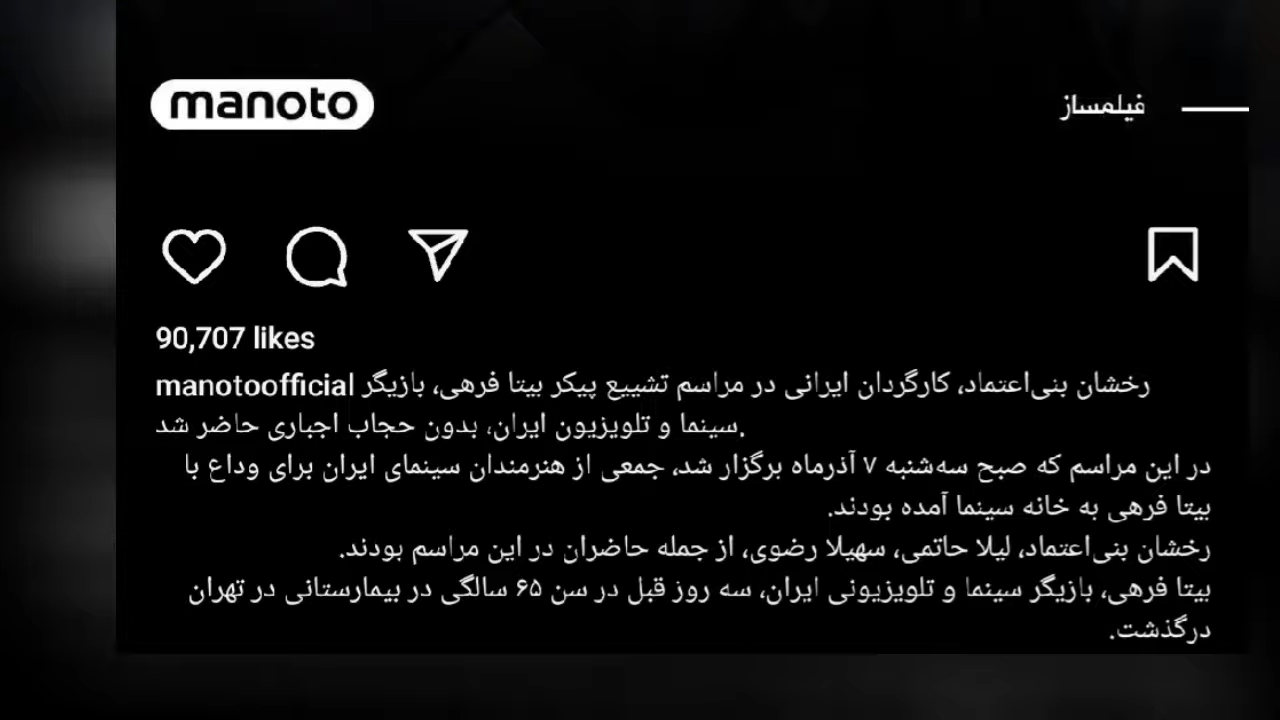 manoto
فیلمساز
90,707 likes
manotoofficial رخشان بنی‌اعتماد، کارگردان ایرانی در مراسم تشییع پیکر بیتا فرهی، بازیگر
سینما و تلویزیون ایران، بدون حجاب اجباری حاضر شد.
در این مراسم که صبح سه‌شنبه ۷ آذرماه برگزار شد، جمعی از هنرمندان سینمای ایران برای وداع با
بیتا فرهی به خانه سینما آمده بودند.
رخشان بنی‌اعتماد، لیلا حاتمی، سهیلا رضوی، از جمله حاضران در این مراسم بودند.
بیتا فرهی، بازیگر سینما و تلویزیونی ایران، سه روز قبل در سن ۶۵ سالگی در بیمارستانی در تهران
درگذشت.